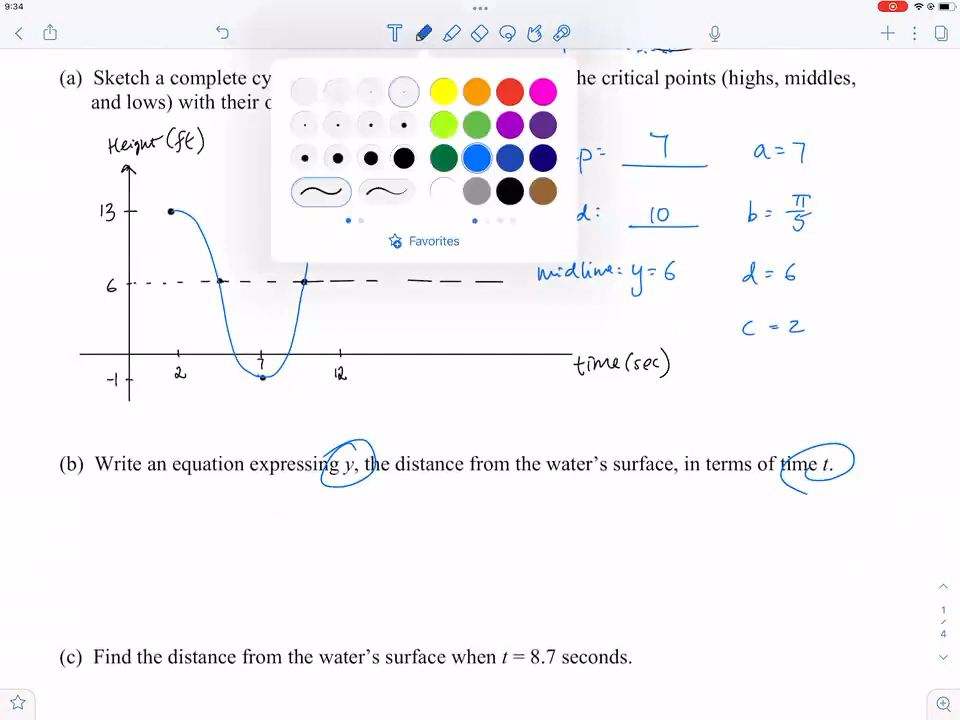 9:34
(a) Sketch a complete cy he critical points (highs, middles,
and lows) with their
Height (ft)
13
6
-1
2
7
12
time (sec)
p = 7
d: 10
midline: y = 6
a = 7
b = π/5
d = 6
c = 2
Favorites
(b) Write an equation expressing y, the distance from the water's surface, in terms of time t.
1
/
4
(c) Find the distance from the water's surface when t = 8.7 seconds.